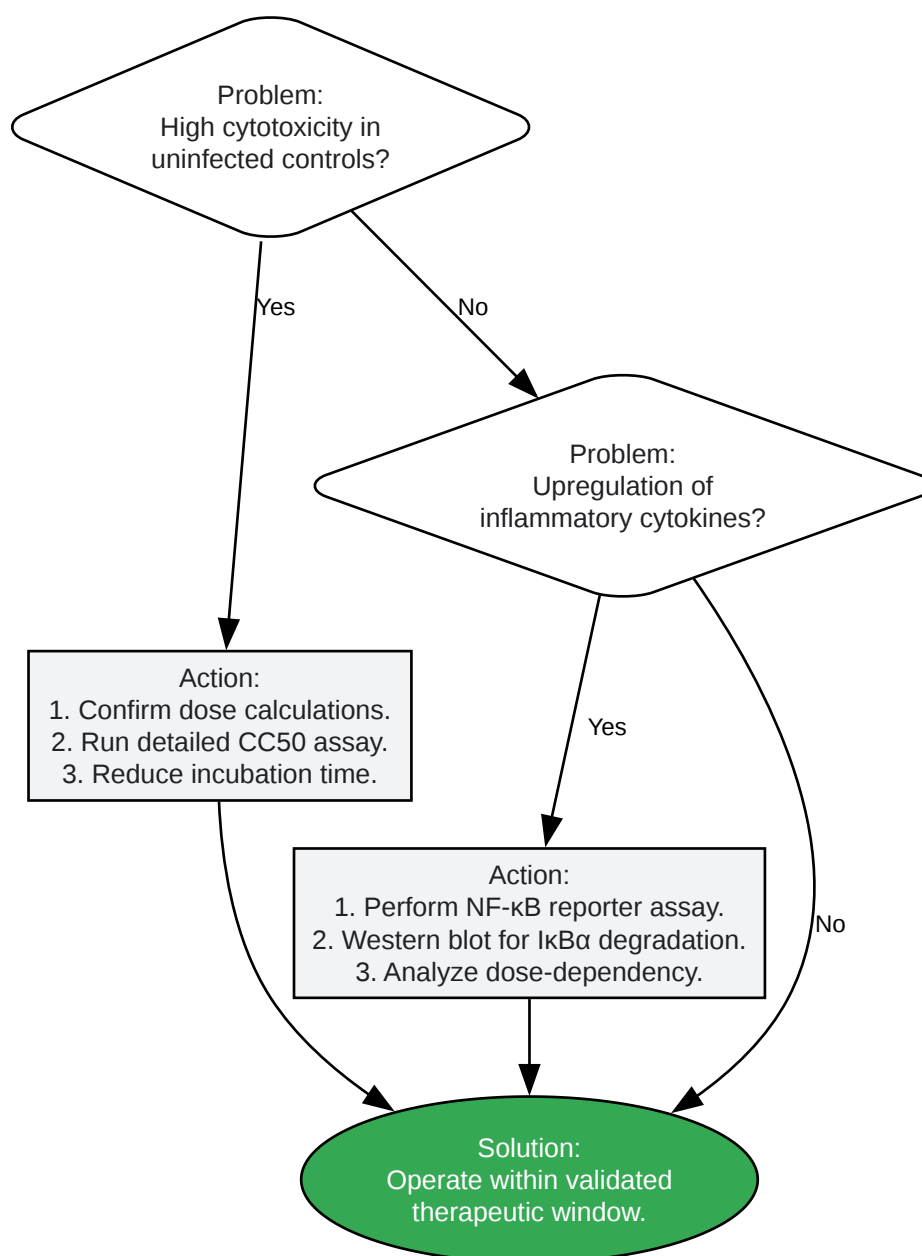 Problem:
High cytotoxicity in
uninfected controls?
Yes
No
Problem:
Upregulation of
inflammatory cytokines?
Action:
1. Confirm dose calculations.
2. Run detailed CC50 assay.
3. Reduce incubation time.
Yes
No
Action:
1. Perform NF-κB reporter assay.
2. Western blot for IκBα degradation.
3. Analyze dose-dependency.
Solution:
Operate within validated
therapeutic window.